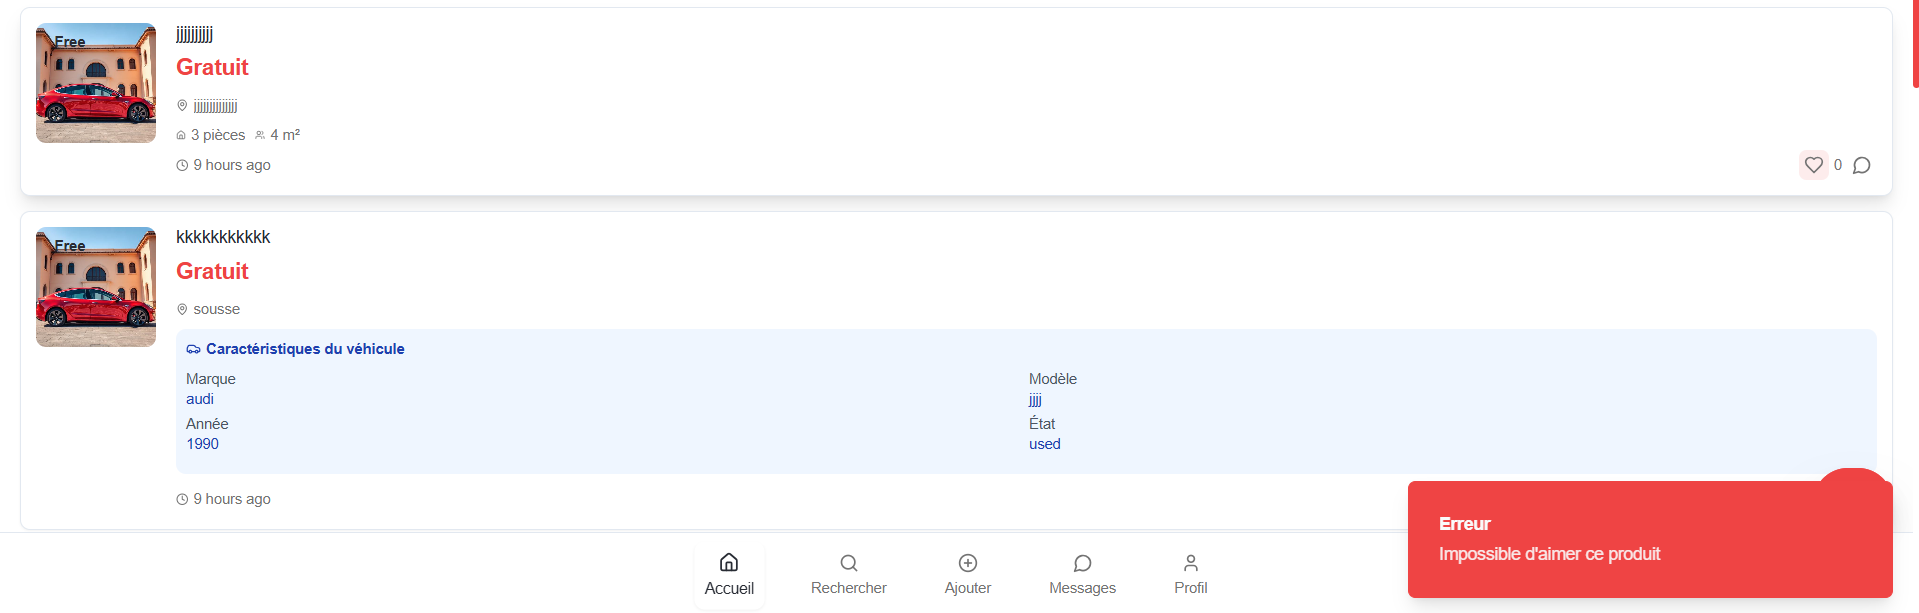 Free
jjjjjjjjjj
Gratuit
jjjjjjjjjjjjjj
3 pièces 4 m²
9 hours ago
0
Free
kkkkkkkkkkk
Gratuit
sousse
Caractéristiques du véhicule
Marque
audi
Modèle
jjjj
Année
1990
État
used
9 hours ago
Erreur
Impossible d'aimer ce produit
Accueil
Rechercher
Ajouter
Messages
Profil